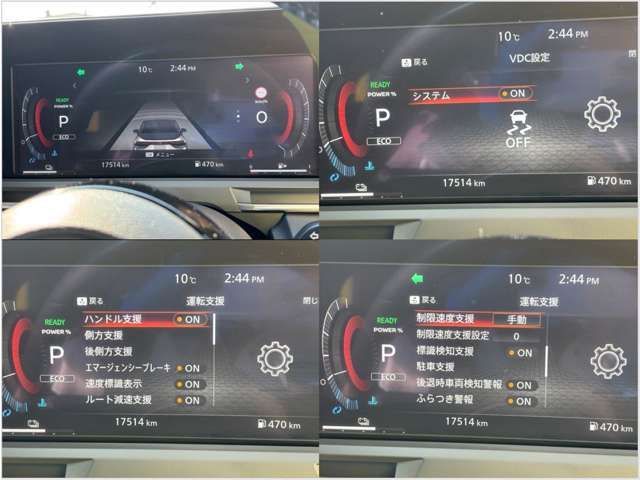 10℃ 2:44 PM
READY
POWER %
P
ECO
0
メニュー
17514 km
470 km
10℃ 2:44 PM
戻る
VDC設定
閉
READY
POWER %
P
ECO
システム ON
OFF
17514 km
470 km
10℃ 2:44 PM
戻る
運転支援
閉じ
READY
POWER %
P
ECO
ハンドル支援 ON
側方支援
後側方支援
エマージェンシーブレーキ ON
速度標識表示 ON
ルート減速支援 ON
17514 km
470 km
10℃ 2:44 PM
戻る
運転支援
閉
READY
POWER %
P
ECO
制限速度支援 手動
制限速度支援設定 0
標識検知支援 ON
駐車支援
後退時車両検知警報 ON
ふらつき警報 ON
17514 km
470 km